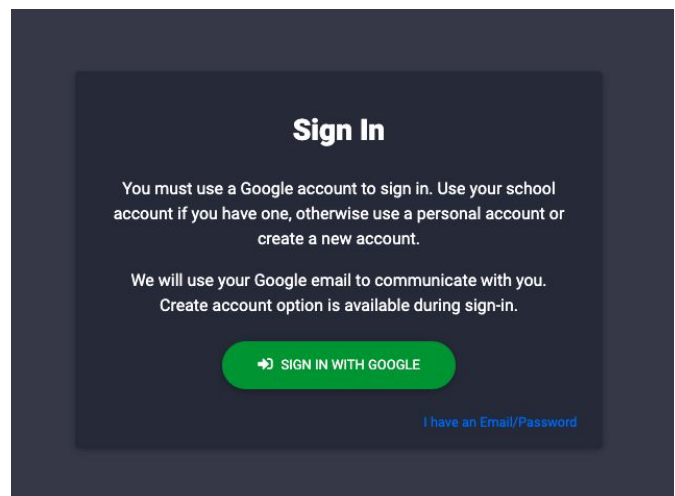 Sign In
You must use a Google account to sign in. Use your school
account if you have one, otherwise use a personal account or
create a new account.
We will use your Google email to communicate with you.
Create account option is available during sign-in.
SIGN IN WITH GOOGLE
I have an Email/Password